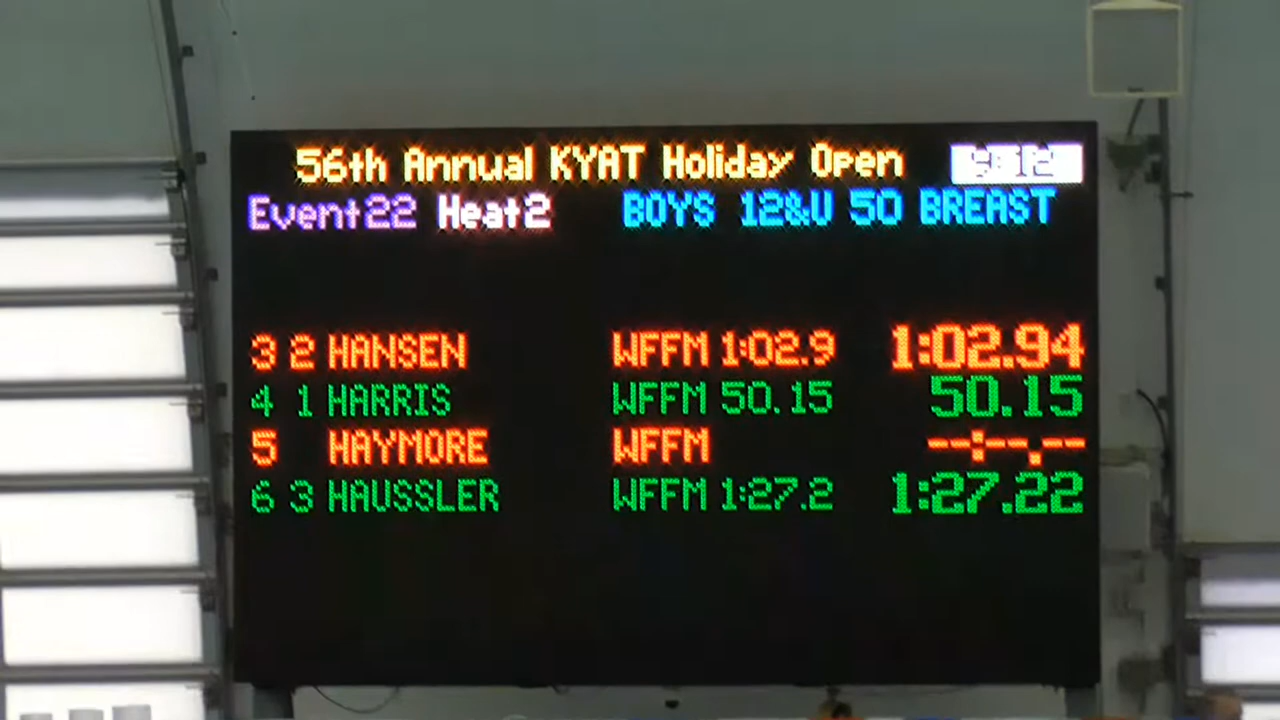 56th Annual KYAT Holiday Open 9:12
Event22 Heat2 BOYS 12&U 50 BREAST
3 2 HANSEN WFFM 1:02.9 1:02.94
4 1 HARRIS WFFM 50.15 50.15
5 HAYMORE WFFM --:--.--
6 3 HAUSSLER WFFM 1:27.2 1:27.22